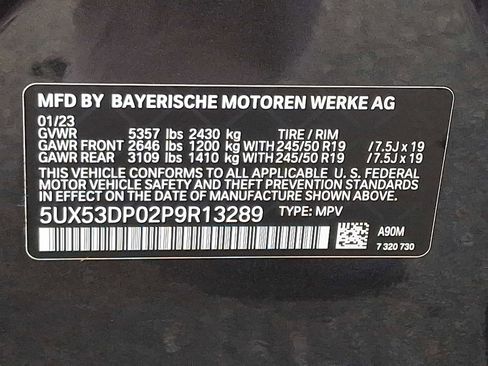 MFD BY BAYERISCHE MOTOREN WERKE AG
01/23
GVWR 5357 lbs 2430 kg TIRE / RIM
GAWR FRONT 2646 lbs 1200 kg WITH 245/50 R19 / 7.5J x 19
GAWR REAR 3109 lbs 1410 kg WITH 245/50 R19 / 7.5J x 19
THIS VEHICLE CONFORMS TO ALL APPLICABLE U. S. FEDERAL
MOTOR VEHICLE SAFETY AND THEFT PREVENTION
STANDARDS IN EFFECT ON THE DATE OF MANUFACTURE SHOWN ABOVE.
5UX53DP02P9R13289 TYPE: MPV
A90M
7 320 730